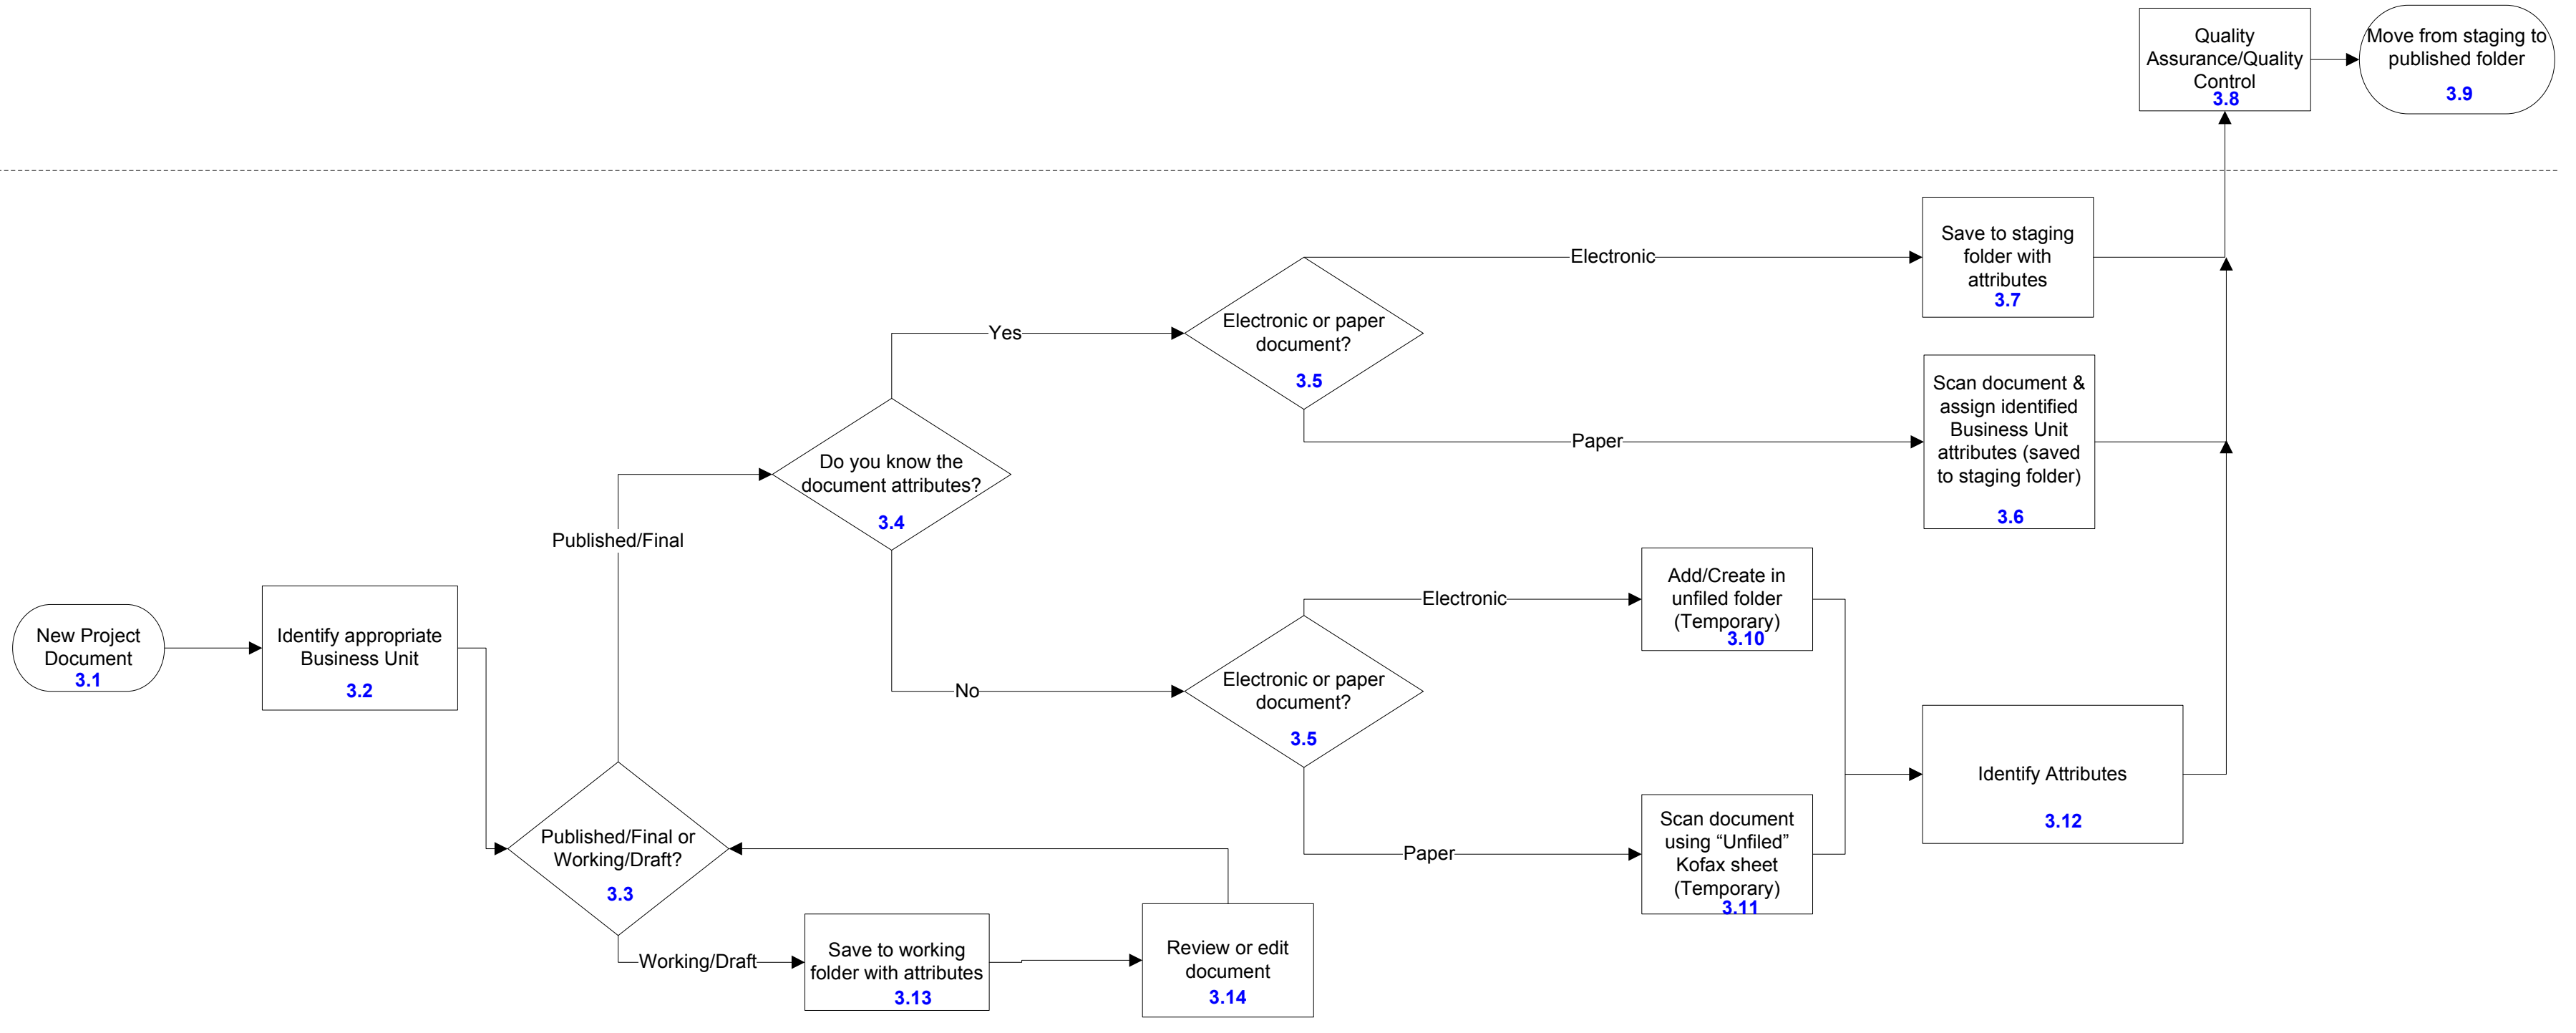 Quality
Assurance/Quality
Control
3.8
Move from staging to
published folder
3.9
Save to staging
folder with
attributes
3.7
Electronic
Electronic or paper
document?
3.5
Yes
Paper
Scan document &
assign identified
Business Unit
attributes (saved
to staging folder)
3.6
Do you know the
document attributes?
3.4
Published/Final
No
New Project
Document
3.1
Identify appropriate
Business Unit
3.2
Electronic or paper
document?
3.5
Electronic
Add/Create in
unfiled folder
(Temporary)
3.10
Paper
Scan document
using “Unfiled”
Kofax sheet
(Temporary)
3.11
Identify Attributes
3.12
Published/Final or
Working/Draft?
3.3
Working/Draft
Save to working
folder with attributes
3.13
Review or edit
document
3.14